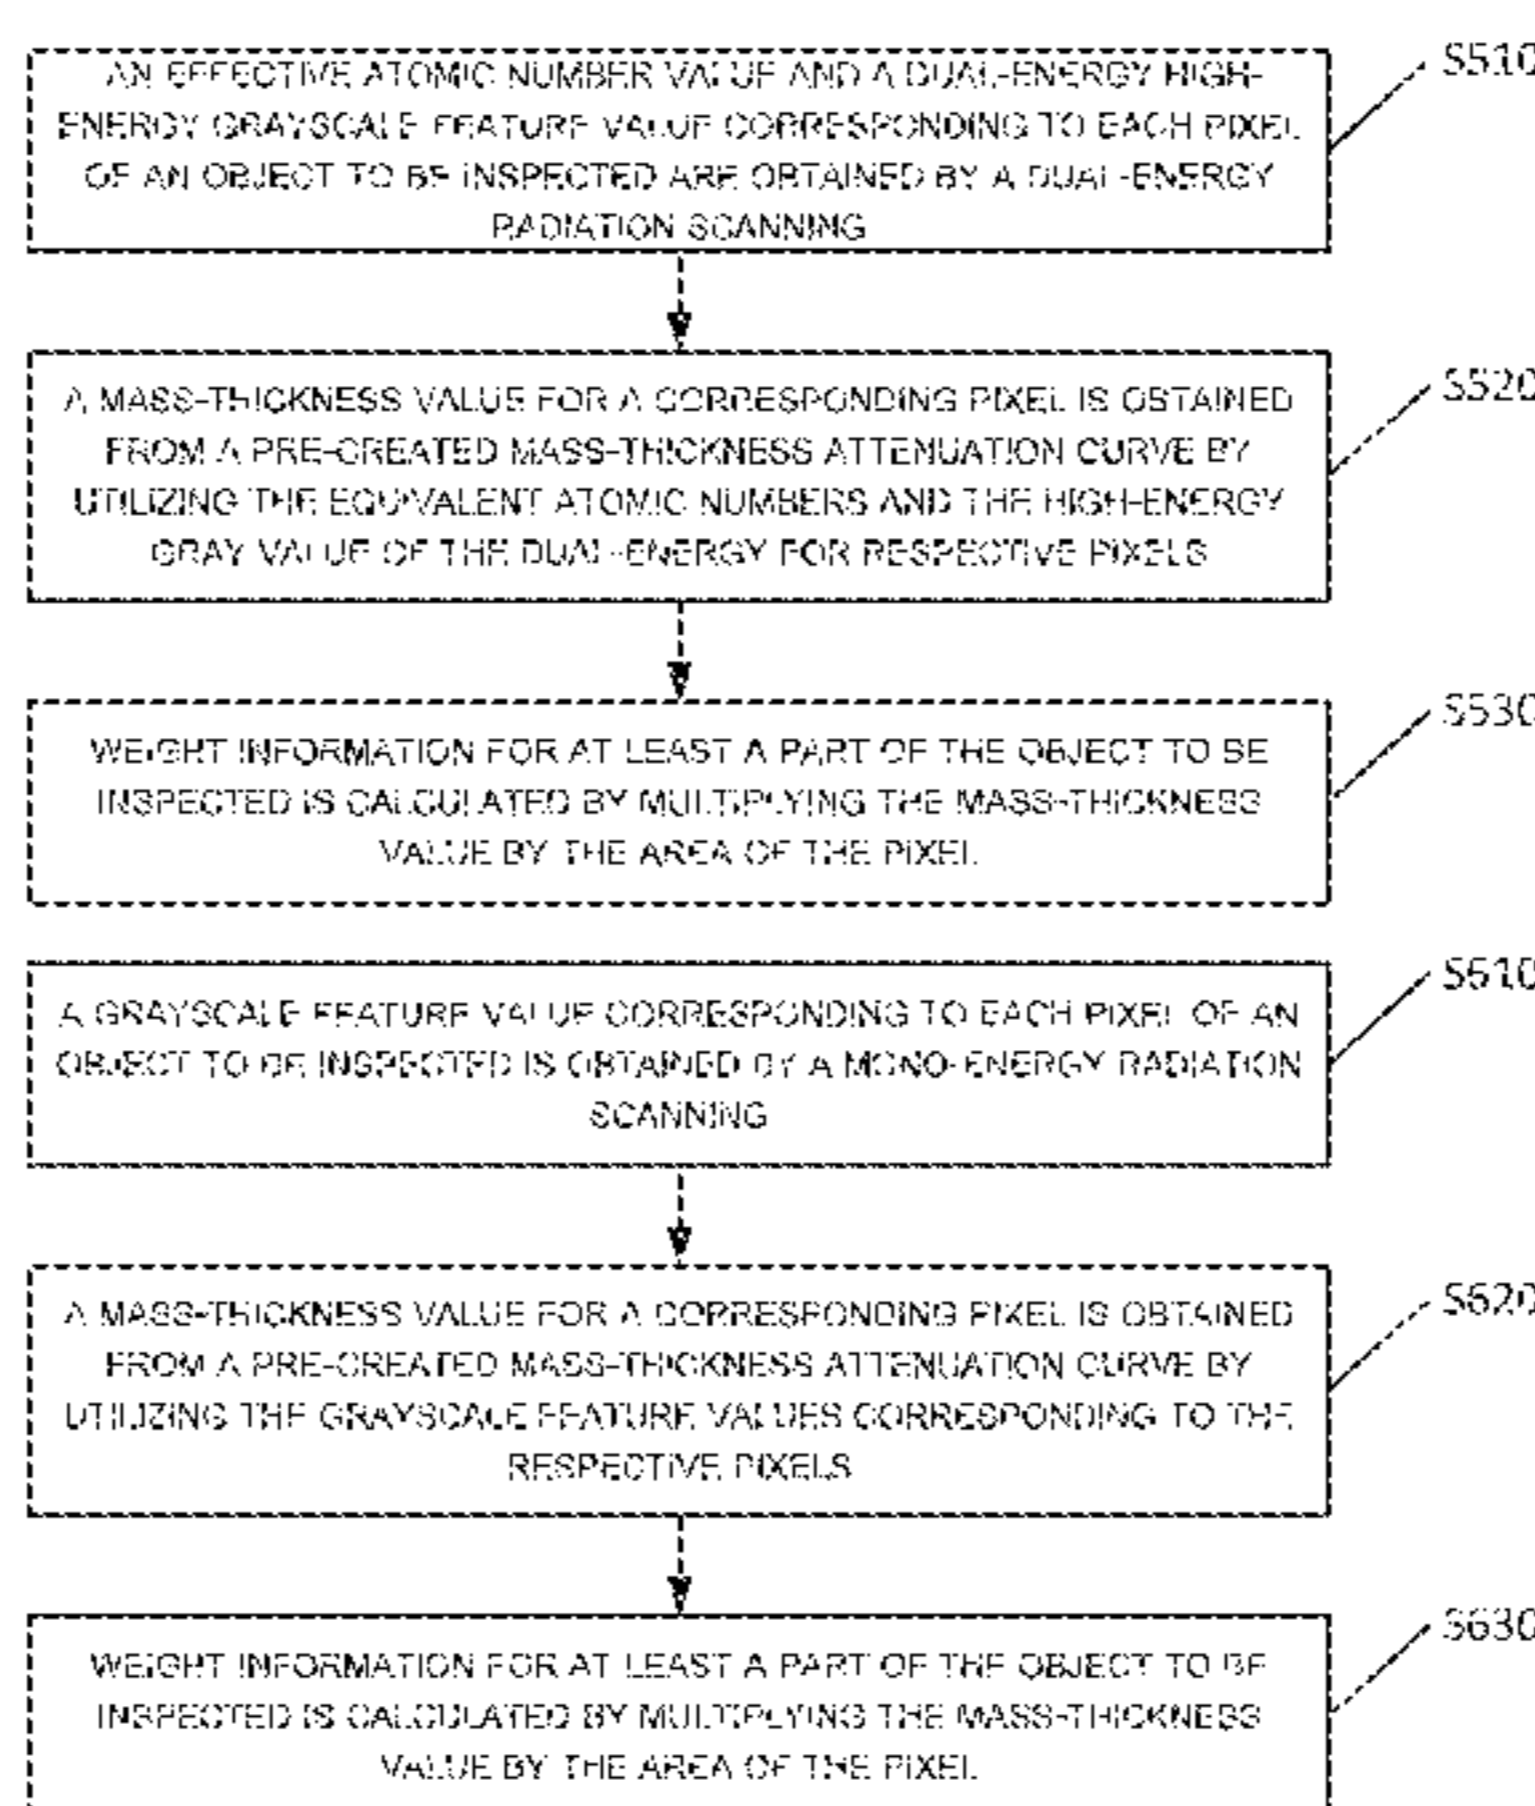 AN EFFECTIVE ATOMIC NUMBER VALUE AND A DUAL-ENERGY HIGH-
ENERGY GRAYSCALE FEATURE VALUE CORRESPONDING TO EACH PIXEL
OF AN OBJECT TO BE INSPECTED ARE OBTAINED BY A DUAL-ENERGY
RADIATION SCANNING
S510
A MASS-THICKNESS VALUE FOR A CORRESPONDING PIXEL IS OBTAINED
FROM A PRE-CREATED MASS-THICKNESS ATTENUATION CURVE BY
UTILIZING THE EQUIVALENT ATOMIC NUMBERS AND THE HIGH-ENERGY
GRAY VALUE OF THE DUAL-ENERGY FOR RESPECTIVE PIXELS
S520
WEIGHT INFORMATION FOR AT LEAST A PART OF THE OBJECT TO BE
INSPECTED IS CALCULATED BY MULTIPLYING THE MASS-THICKNESS
VALUE BY THE AREA OF THE PIXEL
S530
A GRAYSCALE FEATURE VALUE CORRESPONDING TO EACH PIXEL OF AN
OBJECT TO BE INSPECTED IS OBTAINED BY A MONO-ENERGY RADIATION
SCANNING
S610
A MASS-THICKNESS VALUE FOR A CORRESPONDING PIXEL IS OBTAINED
FROM A PRE-CREATED MASS-THICKNESS ATTENUATION CURVE BY
UTILIZING THE GRAYSCALE FEATURE VALUES CORRESPONDING TO THE
RESPECTIVE PIXELS
S620
WEIGHT INFORMATION FOR AT LEAST A PART OF THE OBJECT TO BE
INSPECTED IS CALCULATED BY MULTIPLYING THE MASS-THICKNESS
VALUE BY THE AREA OF THE PIXEL
S630